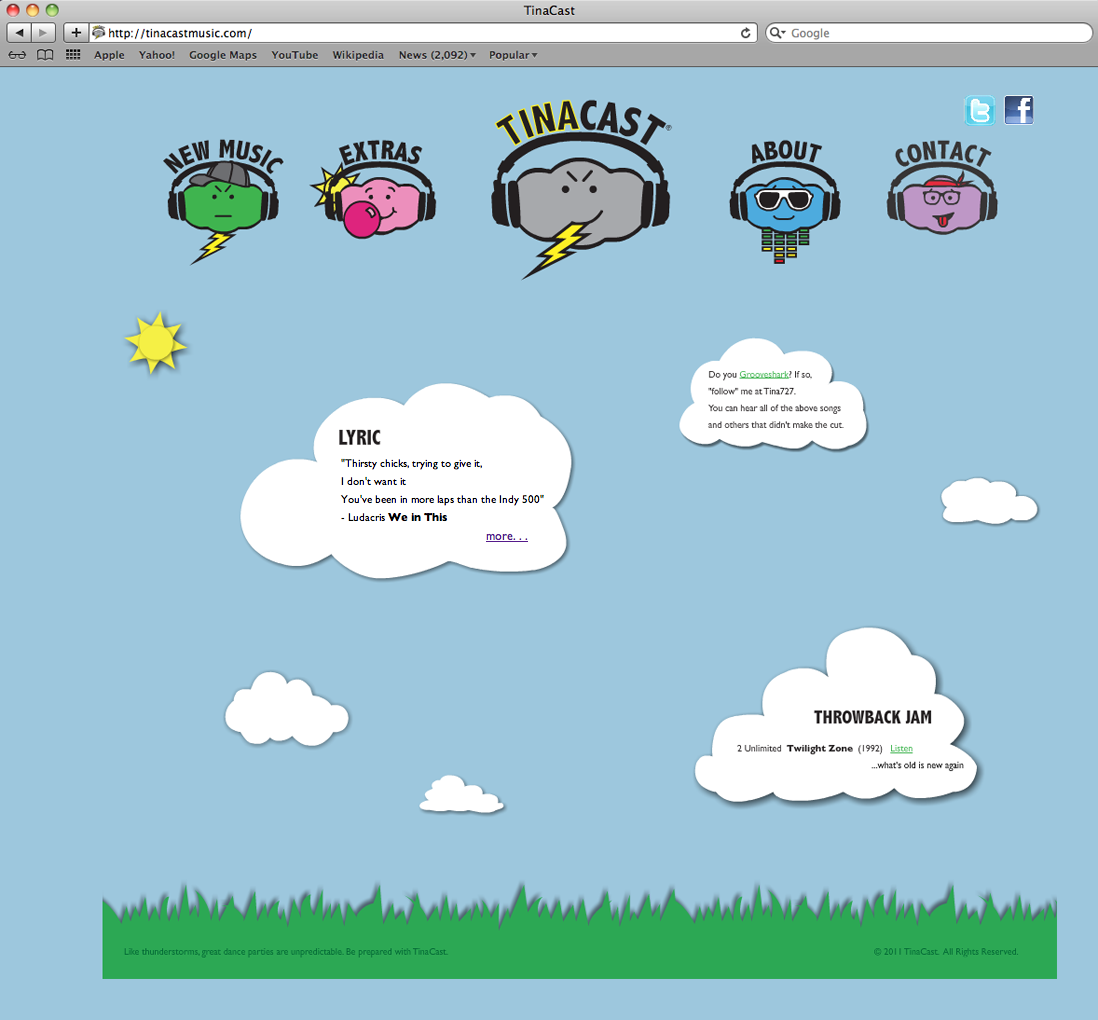 TinaCast
http://tinacastmusic.com/
Google
Apple Yahoo! Google Maps YouTube Wikipedia News (2,092) Popular
TINACAST®
NEW MUSIC
EXTRAS
ABOUT
CONTACT
Do you Grooveshark? If so,
"follow" me at Tina727.
You can hear all of the above songs
and others that didn't make the cut.
LYRIC
"Thirsty chicks, trying to give it,
I don't want it
You've been in more laps than the Indy 500"
- Ludacris We in This
more. . .
THROWBACK JAM
2 Unlimited Twilight Zone (1992) Listen
...what's old is new again
Like thunderstorms, great dance parties are unpredictable. Be prepared with TinaCast.
© 2011 TinaCast. All Rights Reserved.